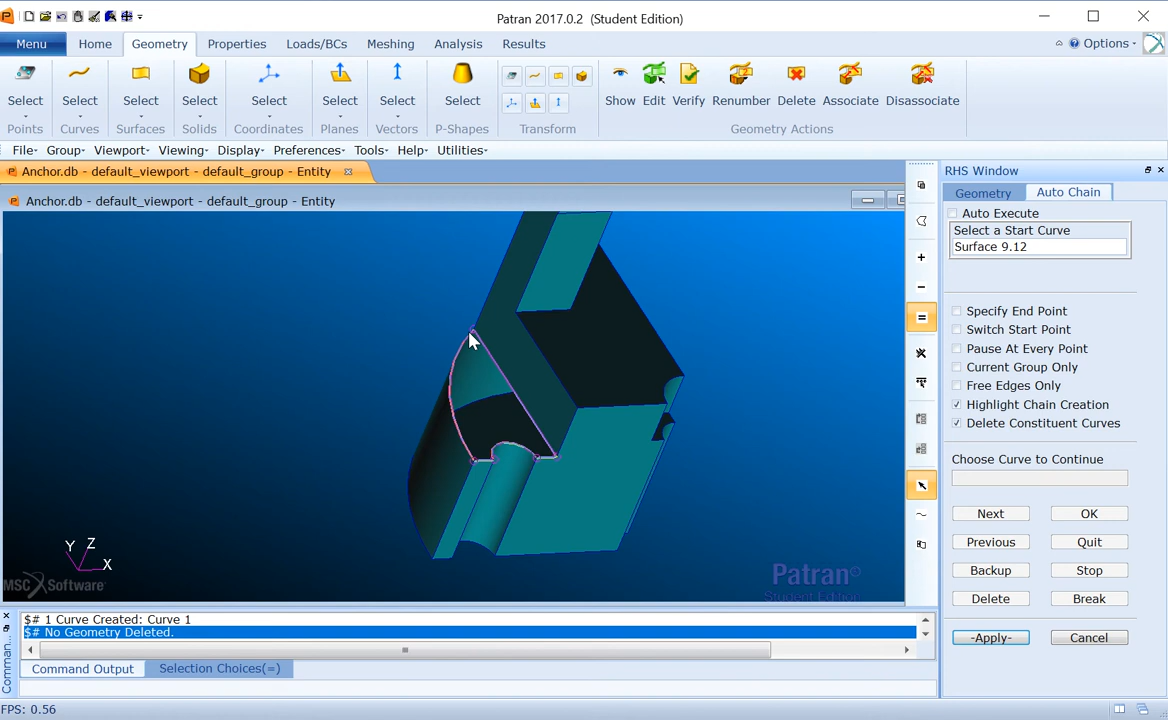 Patran 2017.0.2 (Student Edition)
Menu Home Geometry Properties Loads/BCs Meshing Analysis Results Options
Select Select Select Select Select Select Select Select Show Edit Verify Renumber Delete Associate Disassociate
Points Curves Surfaces Solids Coordinates Planes Vectors P-Shapes Transform Geometry Actions
File Group Viewport Viewing Display Preferences Tools Help Utilities
Anchor.db - default_viewport - default_group - Entity
RHS Window
Anchor.db - default_viewport - default_group - Entity
Geometry Auto Chain
Auto Execute
Select a Start Curve
Surface 9.12
Specify End Point
Switch Start Point
Pause At Every Point
Current Group Only
Free Edges Only
Highlight Chain Creation
Delete Constituent Curves
Choose Curve to Continue
Next OK
Previous Quit
Backup Stop
Delete Break
-Apply- Cancel
Y Z
X
MSC Software
Patran
Student Edition
Comman...
$# 1 Curve Created: Curve 1
$# No Geometry Deleted.
Command Output Selection Choices(=)
FPS: 0.56